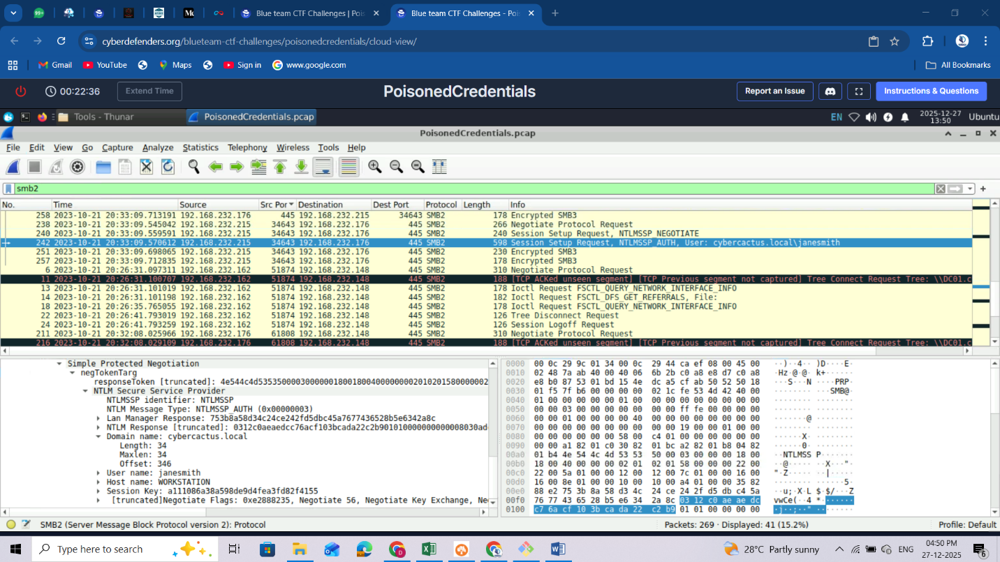 99+
Blue team CTF Challenges | Pois
Blue team CTF Challenges - Poi
cyberdefenders.org/blueteam-ctf-challenges/poisonedcredentials/cloud-view/
Gmail YouTube Maps Sign in www.google.com All Bookmarks
00:22:36 Extend Time PoisonedCredentials Report an Issue Instructions & Questions
Tools - Thunar PoisonedCredentials.pcap EN 2025-12-27 13:50 Ubuntu
PoisonedCredentials.pcap
File Edit View Go Capture Analyze Statistics Telephony Wireless Tools Help
smb2
No. Time Source Src Por Destination Dest Port Protocol Length Info
258 2023-10-21 20:33:09.713191 192.168.232.176 445 192.168.232.215 34643 SMB2 178 Encrypted SMB3
238 2023-10-21 20:33:09.545042 192.168.232.215 34643 192.168.232.176 445 SMB2 266 Negotiate Protocol Request
240 2023-10-21 20:33:09.559591 192.168.232.215 34643 192.168.232.176 445 SMB2 240 Session Setup Request, NTLMSSP_NEGOTIATE
242 2023-10-21 20:33:09.570612 192.168.232.215 34643 192.168.232.176 445 SMB2 598 Session Setup Request, NTLMSSP_AUTH, User: cybercactus.local\janesmith
251 2023-10-21 20:33:09.698065 192.168.232.215 34643 192.168.232.176 445 SMB2 230 Encrypted SMB3
257 2023-10-21 20:33:09.712835 192.168.232.215 34643 192.168.232.176 445 SMB2 178 Encrypted SMB3
6 2023-10-21 20:26:31.097311 192.168.232.162 51874 192.168.232.148 445 SMB2 310 Negotiate Protocol Request
11 2023-10-21 20:26:31.100707 192.168.232.162 51874 192.168.232.148 445 SMB2 188 [TCP ACKed unseen segment] [TCP Previous segment not captured] Tree Connect Request Tree: \\DC01.c
13 2023-10-21 20:26:31.101019 192.168.232.162 51874 192.168.232.148 445 SMB2 178 Ioctl Request FSCTL_QUERY_NETWORK_INTERFACE_INFO
14 2023-10-21 20:26:31.101198 192.168.232.162 51874 192.168.232.148 445 SMB2 182 Ioctl Request FSCTL_DFS_GET_REFERRALS, File:
18 2023-10-21 20:26:35.765055 192.168.232.162 51874 192.168.232.148 445 SMB2 178 Ioctl Request FSCTL_QUERY_NETWORK_INTERFACE_INFO
22 2023-10-21 20:26:41.793019 192.168.232.162 51874 192.168.232.148 445 SMB2 126 Tree Disconnect Request
24 2023-10-21 20:26:41.793259 192.168.232.162 51874 192.168.232.148 445 SMB2 126 Session Logoff Request
211 2023-10-21 20:32:08.025966 192.168.232.176 61808 192.168.232.148 445 SMB2 310 Negotiate Protocol Request
216 2023-10-21 20:32:08.029109 192.168.232.176 61808 192.168.232.148 445 SMB2 188 [TCP ACKed unseen segment] [TCP Previous segment not captured] Tree Connect Request Tree: \\DC01.c
Simple Protected Negotiation
negTokenTarg
responseToken [truncated]: 4e544c4d53535000030000001800180040000000020102015800000002
NTLM Secure Service Provider
NTLMSSP identifier: NTLMSSP
NTLM Message Type: NTLMSSP_AUTH (0x00000003)
Lan Manager Response: 753b8a58d34c24ce242fd5dbc45a7677436528b5e6342a8c
NTLM Response [truncated]: 0312c0aeaedcc76acf103bcada22c2b90101000000000000008030ad
Domain name: cybercactus.local
Length: 34
Maxlen: 34
Offset: 346
User name: janesmith
Host name: WORKSTATION
Session Key: a111086a38a598de9d4fea3fd82f4155
[truncated]Negotiate Flags: 0xe2888235, Negotiate 56, Negotiate Key Exchange, Ne
0000 00 0c 29 9c 01 34 00 0c 29 44 ca ef 08 00 45 00 ··)··4·· )D····E·
0010 02 48 7a ab 40 00 40 06 6b 2b c0 a8 e8 d7 c0 a8 ·Hz·@·@· k+······
0020 e8 b0 87 53 01 bd 15 4e dc a5 cf ab 50 52 50 18 ···S···N ····PRP·
0030 01 f5 7f b6 00 00 00 00 02 1c fe 53 4d 42 40 00 ········ ···SMB@·
0040 01 00 00 00 00 00 01 00 00 00 00 00 00 00 00 00 ········ ········
0050 00 00 03 00 00 00 00 00 00 00 ff fe 00 00 00 00 ········ ········
0060 00 00 01 00 00 00 00 40 00 00 00 00 00 00 00 00 ·······@ ········
0070 00 00 00 00 00 00 00 00 00 00 19 00 00 01 00 00 ········ ········
0080 00 00 00 00 00 00 58 00 c4 01 00 00 00 00 00 00 ······X· ········
0090 00 00 a1 82 01 c0 30 82 01 bc a2 82 01 b8 04 82 ······0· ········
00a0 01 b4 4e 54 4c 4d 53 53 50 00 03 00 00 00 18 00 ··NTLMSS P·······
00b0 18 00 40 00 00 00 02 01 02 01 58 00 00 00 22 00 ··@····· ··X···"·
00c0 22 00 5a 01 00 00 12 00 12 00 7c 01 00 00 16 00 "·Z····· ··|·····
00d0 16 00 8e 01 00 00 10 00 10 00 a4 01 00 00 35 82 ········ ······5·
00e0 88 e2 75 3b 8a 58 d3 4c 24 ce 24 2f d5 db c4 5a ··u;·X·L $·$/···Z
00f0 76 77 43 65 28 b5 e6 34 2a 8c 03 12 c0 ae ae dc vwCe(··4 *·······
0100 c7 6a cf 10 3b ca da 22 c2 b9 01 01 00 00 00 00 ·j··;··" ········
SMB2 (Server Message Block Protocol version 2): Protocol Packets: 269 · Displayed: 41 (15.2%) Profile: Default
Type here to search 28°C Partly sunny ENG 04:50 PM 27-12-2025 6